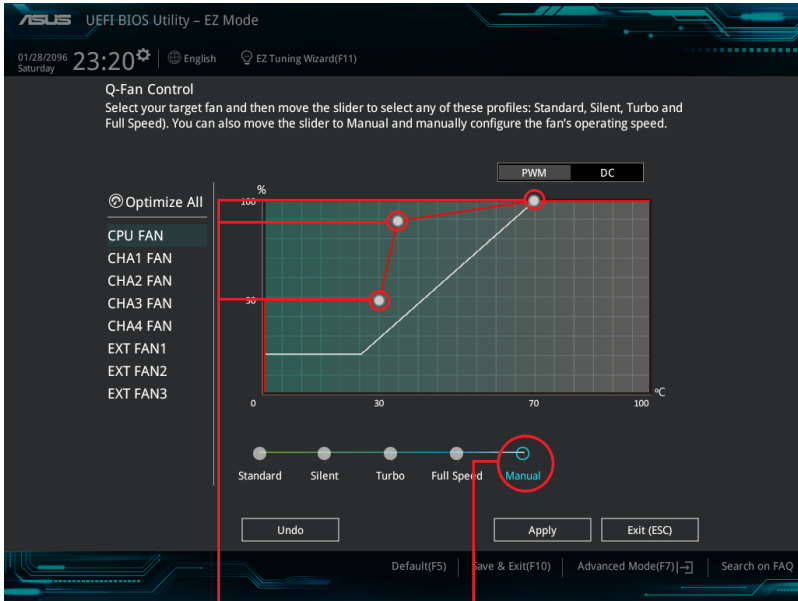 ASUS UEFI BIOS Utility – EZ Mode
01/28/2096
Saturday
23:20
English
EZ Tuning Wizard(F11)
Q-Fan Control
Select your target fan and then move the slider to select any of these profiles: Standard, Silent, Turbo and
Full Speed). You can also move the slider to Manual and manually configure the fan's operating speed.
PWM DC
Optimize All
CPU FAN
CHA1 FAN
CHA2 FAN
CHA3 FAN
CHA4 FAN
EXT FAN1
EXT FAN2
EXT FAN3
%
100
50
0 30 70 100
ºC
Standard Silent Turbo Full Speed Manual
Undo Apply Exit (ESC)
Default(F5) Save & Exit(F10) Advanced Mode(F7) Search on FAQ